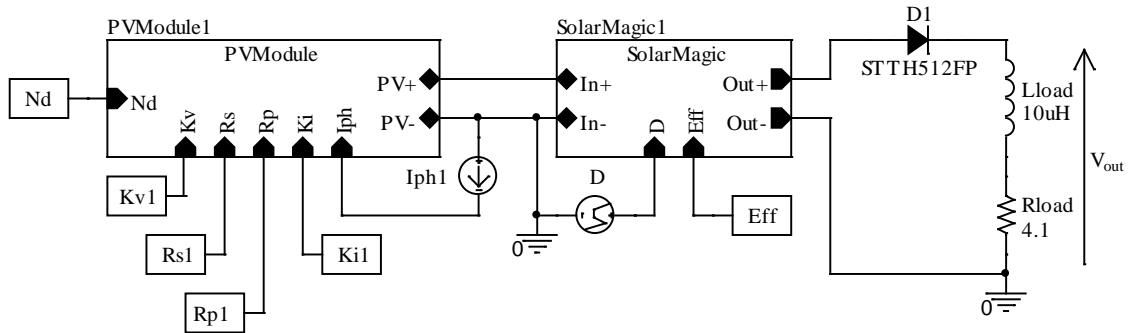 PVModule1
PVModule
Nd
Nd
PV+
PV-
Kv
Rs
Rp
Ki
Iph
Kv1
Rs1
Rp1
Ki1
Iph1
0
SolarMagic1
SolarMagic
In+
In-
Out+
Out-
D
Eff
D
Eff
D1
STTH512FP
Lload
10uH
Rload
4.1
0
Vout